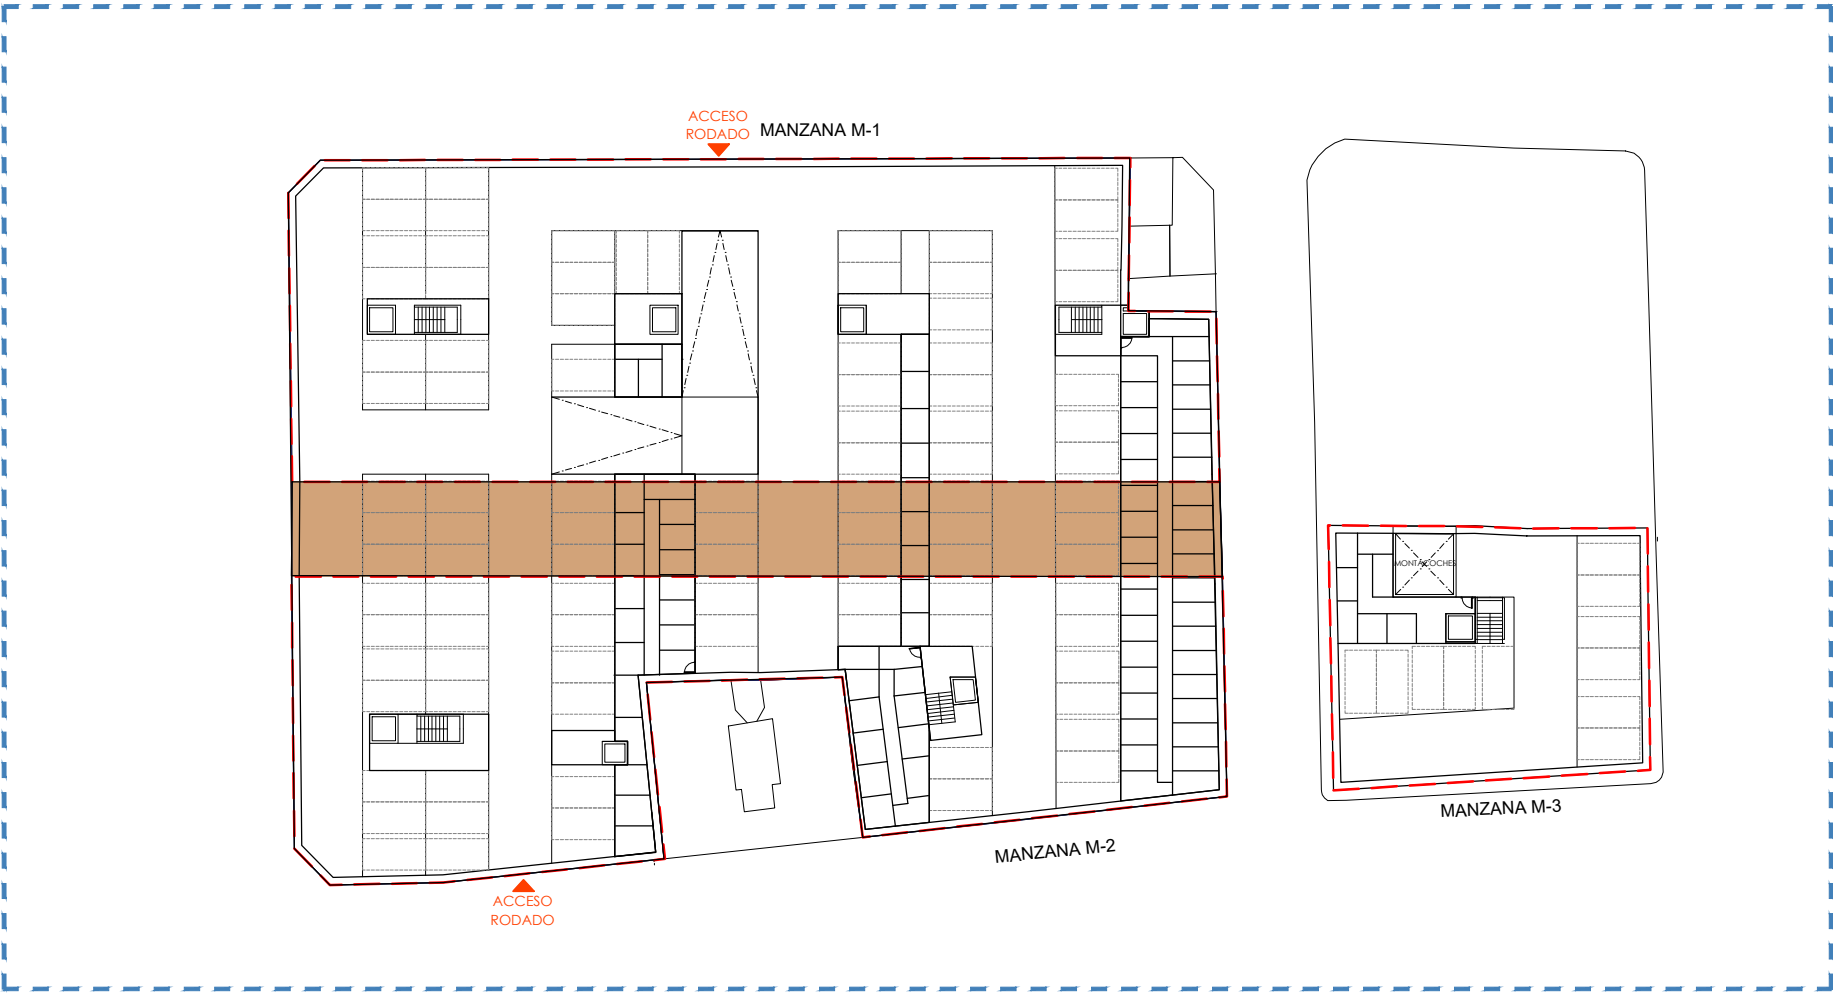 ACCESO
RODADO
MANZANA M-1
MONTACOCHES
MANZANA M-3
MANZANA M-2
ACCESO
RODADO